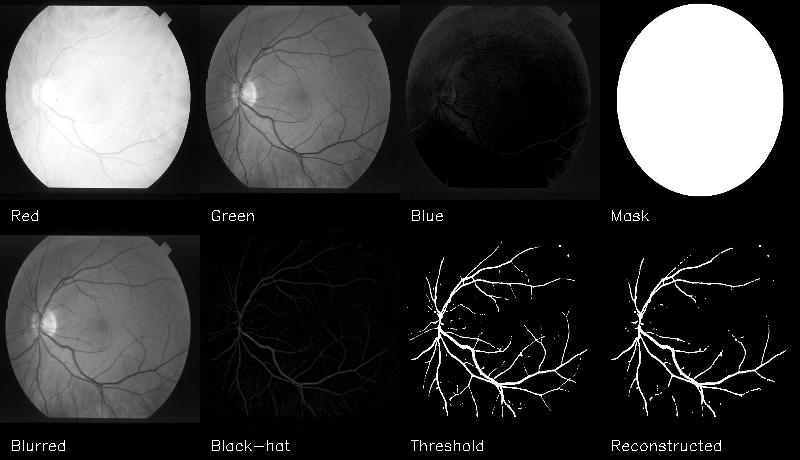 Red
Green
Blue
Mask
Blurred
Black-hat
Threshold
Reconstructed